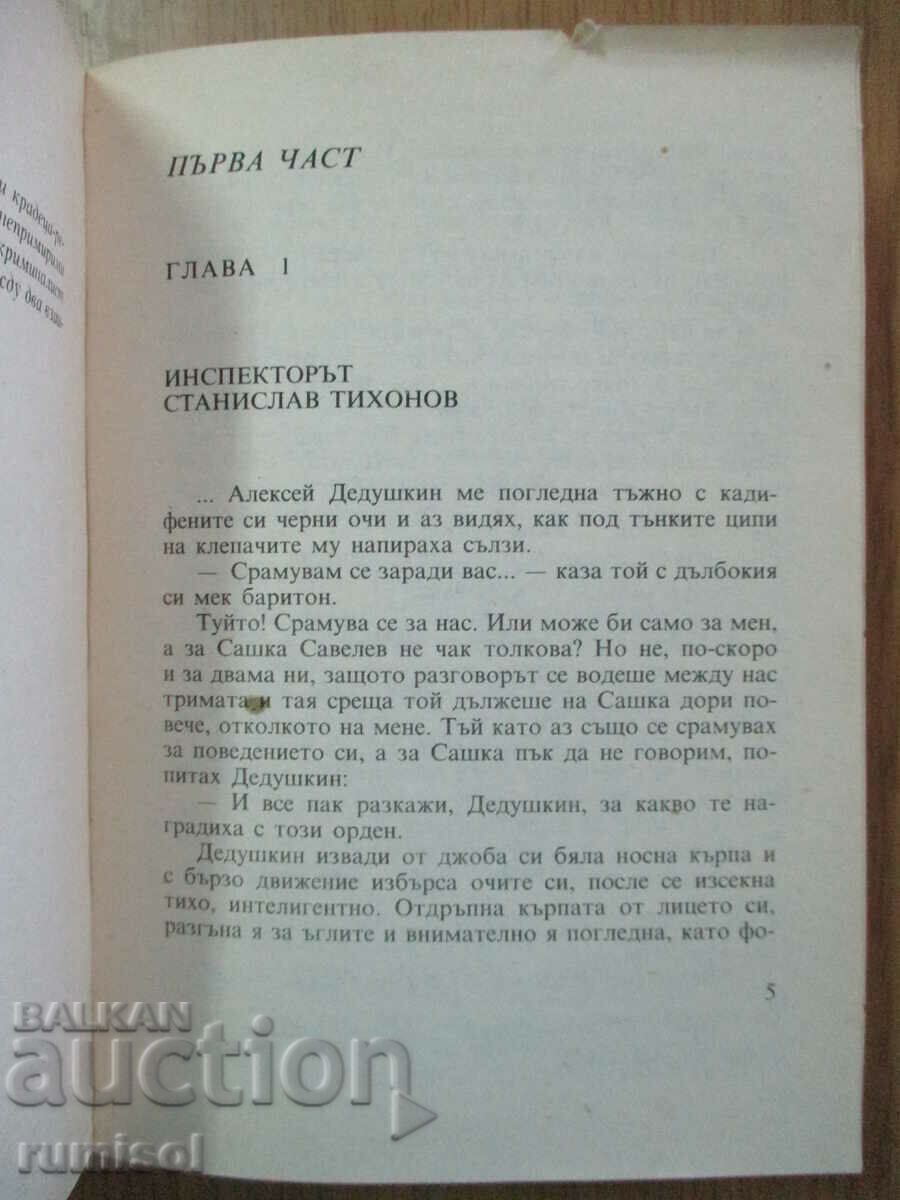 и крадеца-ре-
непримирима
криминалист
два взаи-
ПЪРВА ЧАСТ
ГЛАВА 1
ИНСПЕКТОРЪТ
СТАНИСЛАВ ТИХОНОВ
... Алексей Дедушкин ме погледна тъжно с кади-
фените си черни очи и аз видях, как под тънките ципи
на клепачите му напираха сълзи.
— Срамувам се заради вас... — каза той с дълбокия
си мек баритон.
Туйто! Срамува се за нас. Или може би само за мен,
а за Сашка Савелев не чак толкова? Но не, по-скоро
и за двама ни, защото разговорът се водеше между нас
тримата и тая среща той дължеше на Сашка дори по-
вече, отколкото на мене. Тъй като аз също се срамувах
за поведението си, а за Сашка пък да не говорим, по-
питах Дедушкин:
— И все пак разкажи, Дедушкин, за какво те на-
градиха с този орден.
Дедушкин извади от джоба си бяла носна кърпа и
с бързо движение избърса очите си, после се изсекна
тихо, интелигентно. Отдръпна кърпата от лицето си,
разгъна я за ъглите и внимателно я погледна, като фо-
5
BALKAN
auction
rumisol